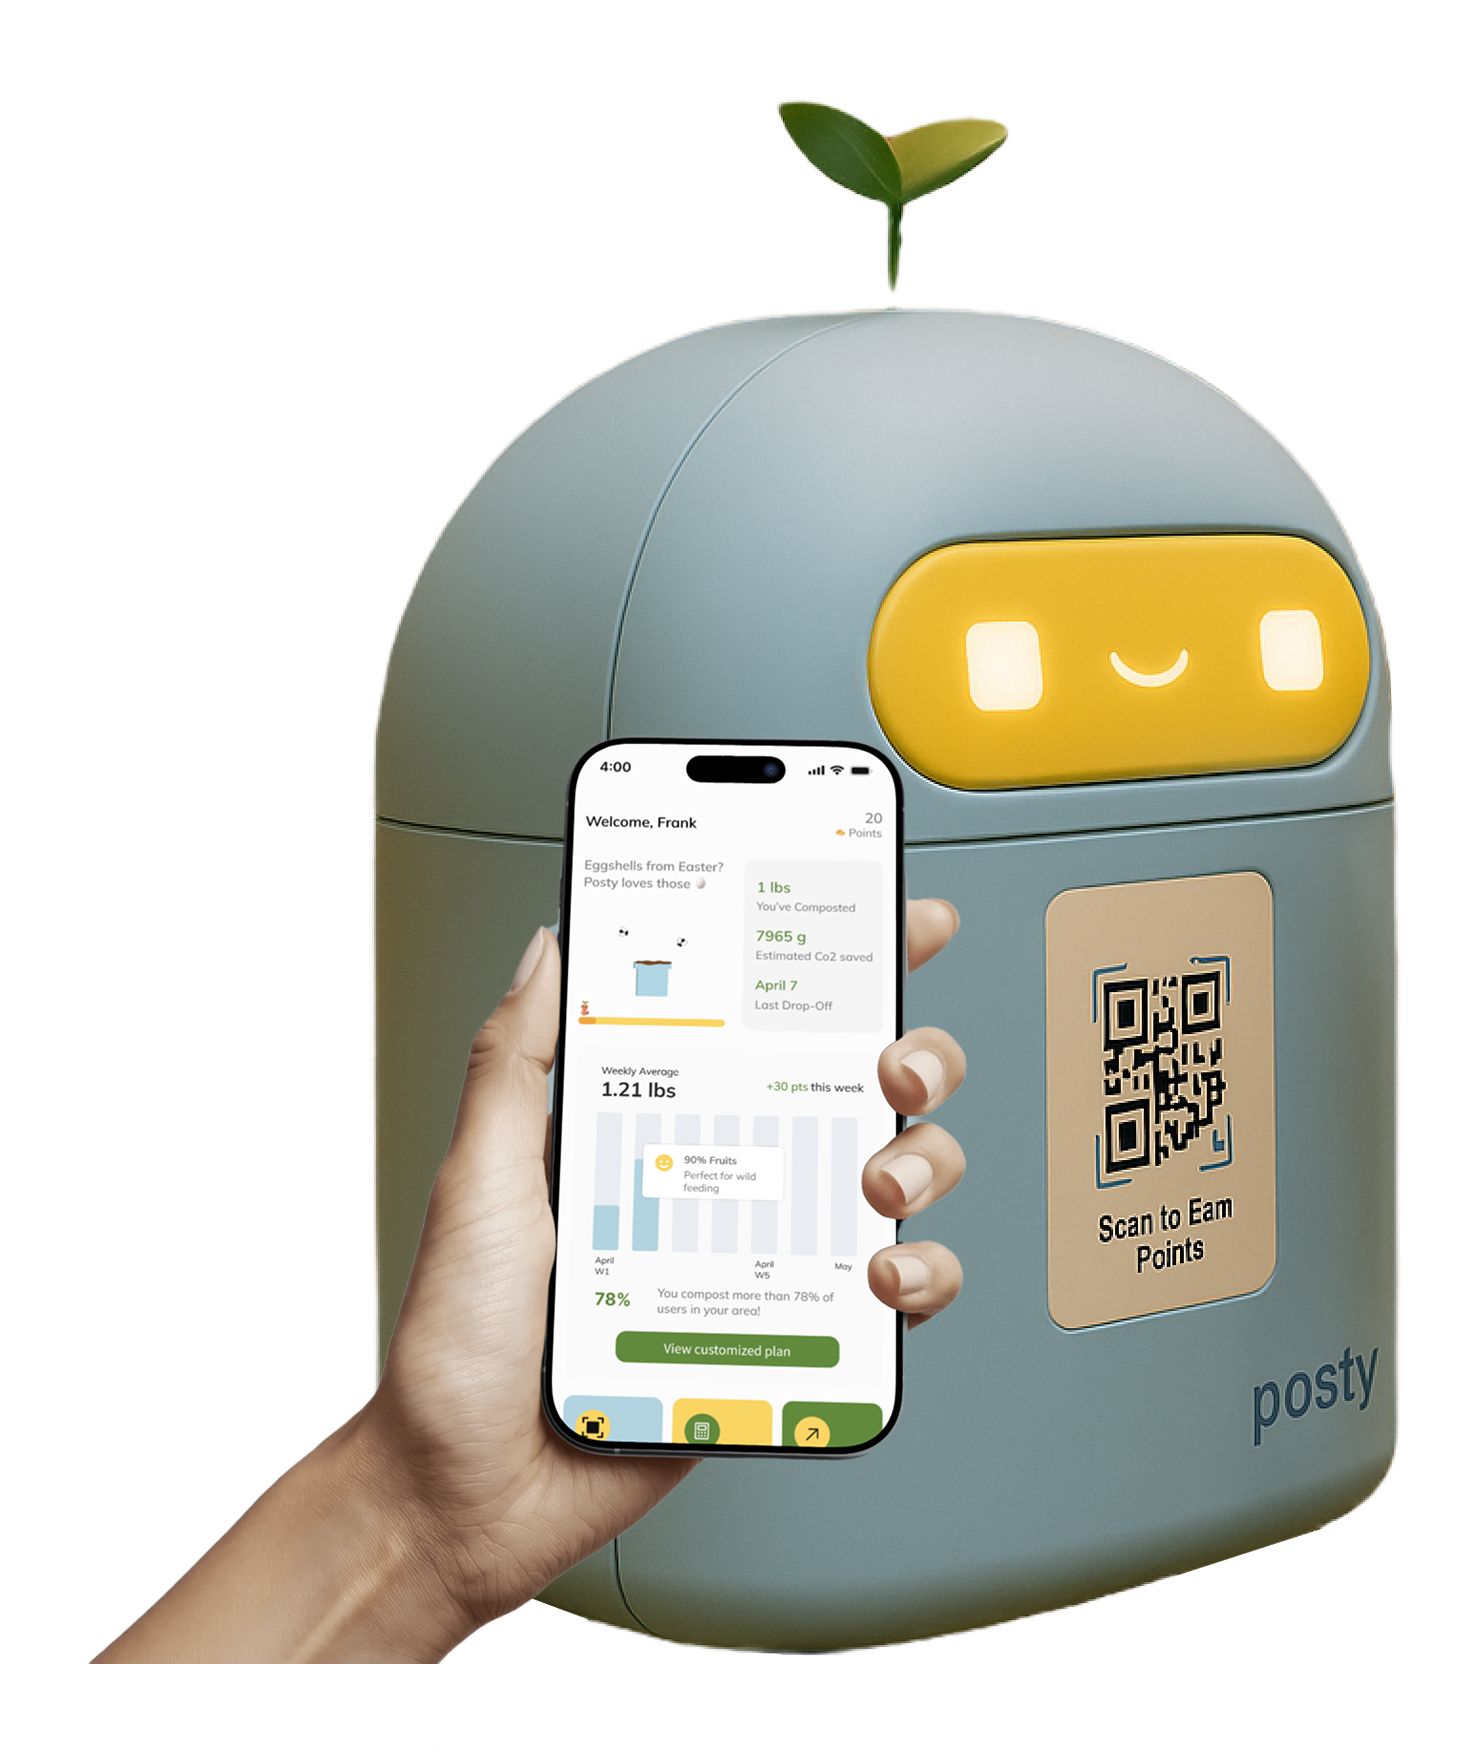 4:00
Welcome, Frank
20
Points
Eggshells from Easter?
Posty loves those
1 lbs
You've Composted
7965 g
Estimated Co2 saved
April 7
Last Drop-Off
Weekly Average
1.21 lbs
+30 pts this week
90% Fruits
Perfect for wild
feeding
April
W1
April
W5
May
78%
You compost more than 78% of
users in your area!
View customized plan
Scan to Eam
Points
posty